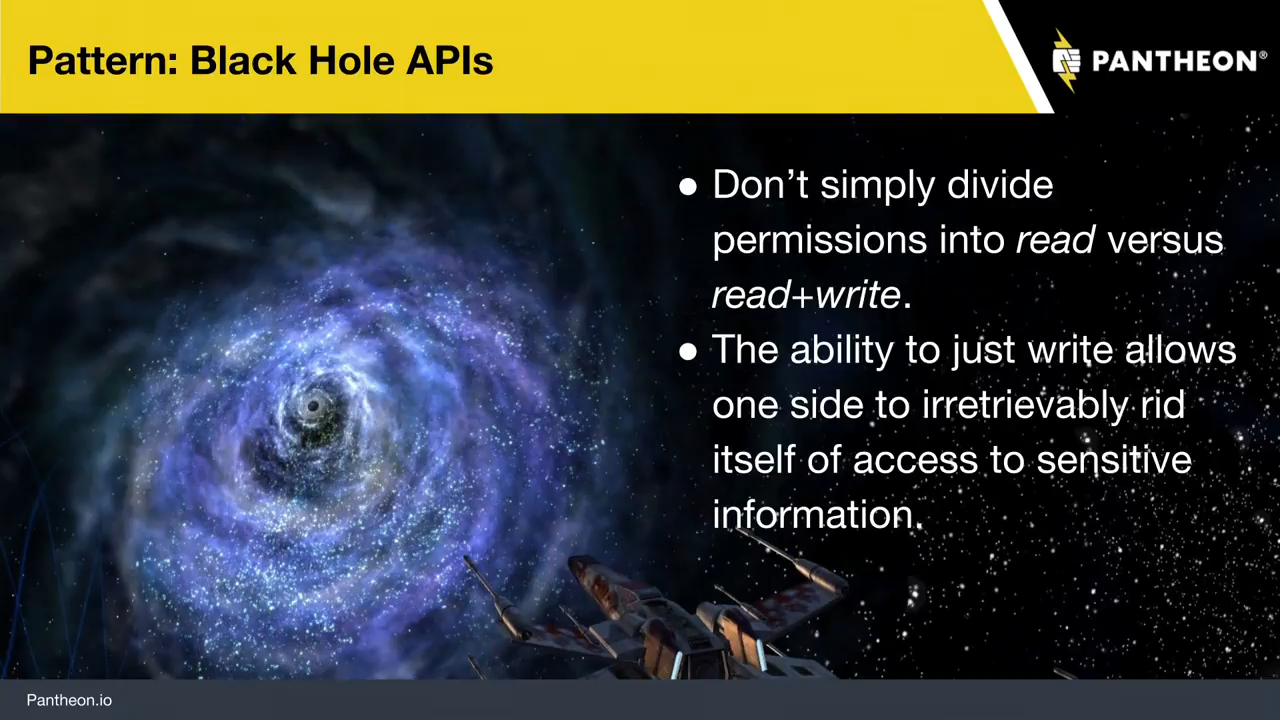 Pattern: Black Hole APIs
PANTHEON®
● Don’t simply divide
permissions into read versus
read+write.
● The ability to just write allows
one side to irretrievably rid
itself of access to sensitive
information.
Pantheon.io